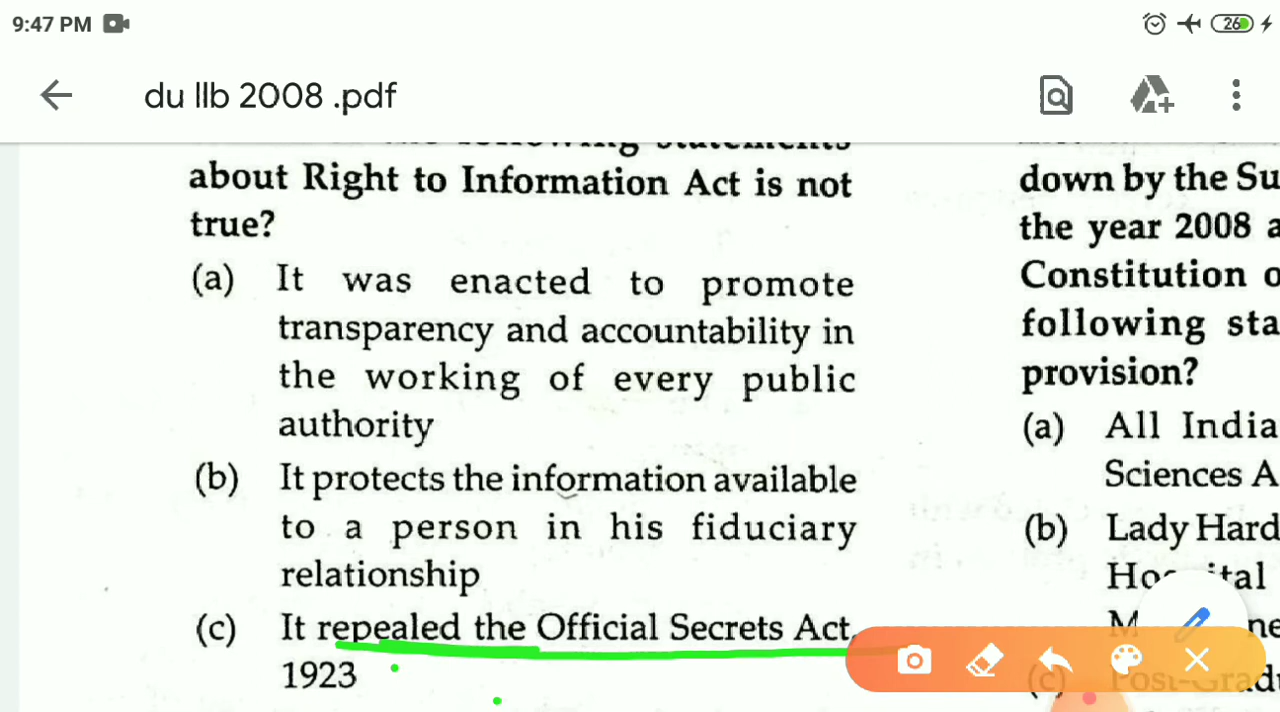 9:47 PM
26
du llb 2008 .pdf
about Right to Information Act is not
true?
(a) It was enacted to promote
transparency and accountability in
the working of every public
authority
(b) It protects the information available
to a person in his fiduciary
relationship
(c) It repealed the Official Secrets Act,
1923
down by the Su
the year 2008 a
Constitution o
following sta
provision?
(a) All India
Sciences A
(b) Lady Hard
(c)